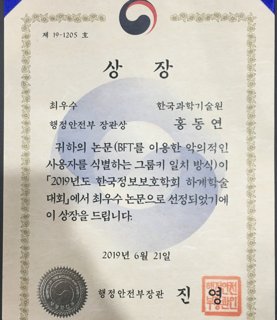 제 19-1205 호
상 장
최우수 한국과학기술원
행정안전부 장관상 홍 동 연
귀하의 논문(BFT를 이용한 악의적인
사용자를 식별하는 그룹키 일치 방식)이
「2019년도 한국정보보호학회 하계학술
대회」에서 최우수 논문으로 선정되었기에
이 상장을 드립니다.
2019년 6월 21일
행정안전부장관 진 영